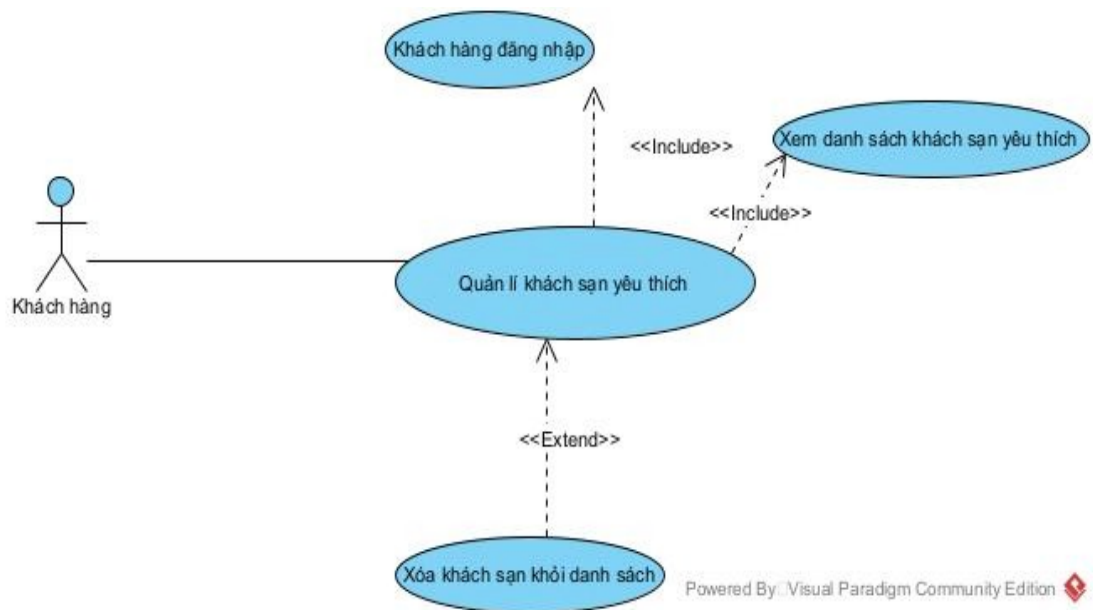 Khách hàng đăng nhập
<<Include>>
Xem danh sách khách sạn yêu thích
<<Include>>
Quản lí khách sạn yêu thích
Khách hàng
<<Extend>>
Xóa khách sạn khỏi danh sách
Powered By Visual Paradigm Community Edition